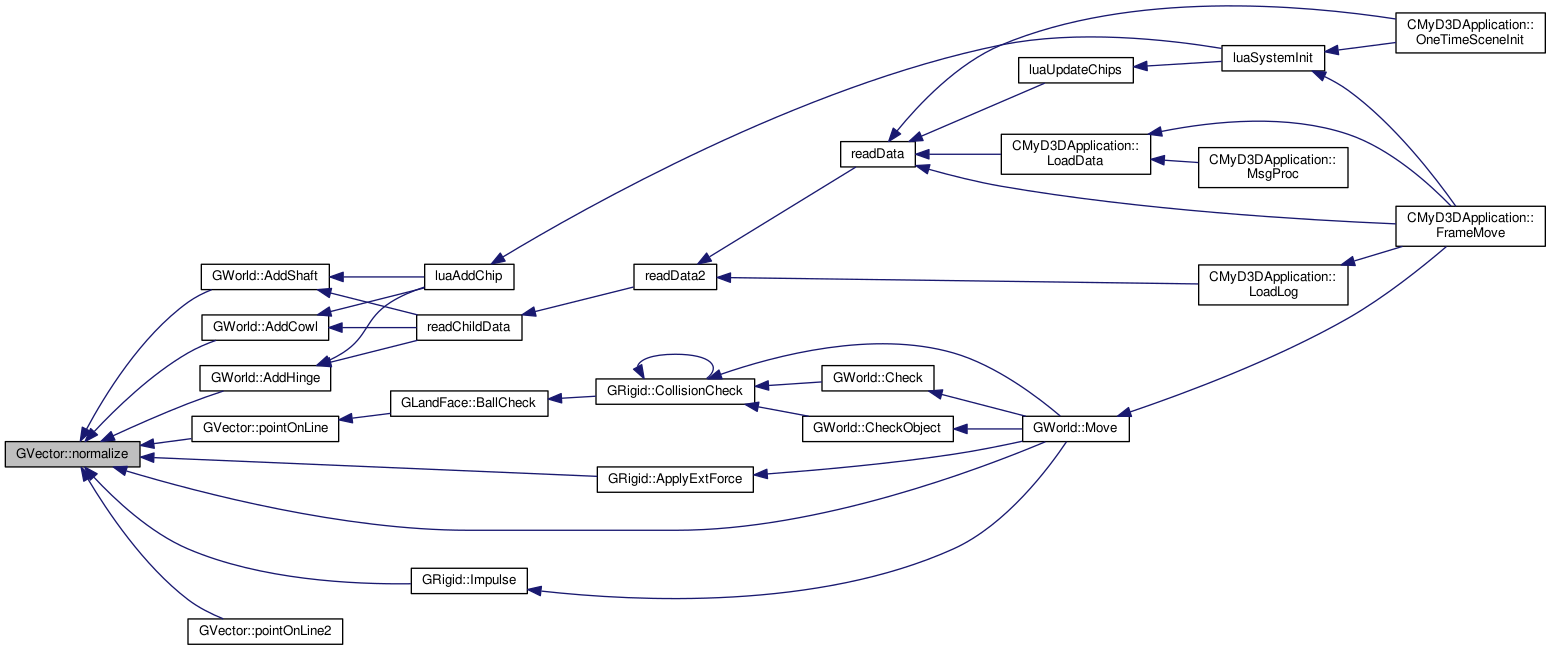 CMyD3DApplication::
OneTimeSceneInit
luaSystemInit
luaUpdateChips
readData
CMyD3DApplication::
LoadData
CMyD3DApplication::
MsgProc
CMyD3DApplication::
FrameMove
GWorld::AddShaft
luaAddChip
readData2
CMyD3DApplication::
LoadLog
GWorld::AddCowl
readChildData
GWorld::AddHinge
GRigid::CollisionCheck
GWorld::Check
GLandFace::BallCheck
GVector::pointOnLine
GWorld::CheckObject
GWorld::Move
GVector::normalize
GRigid::ApplyExtForce
GRigid::Impulse
GVector::pointOnLine2